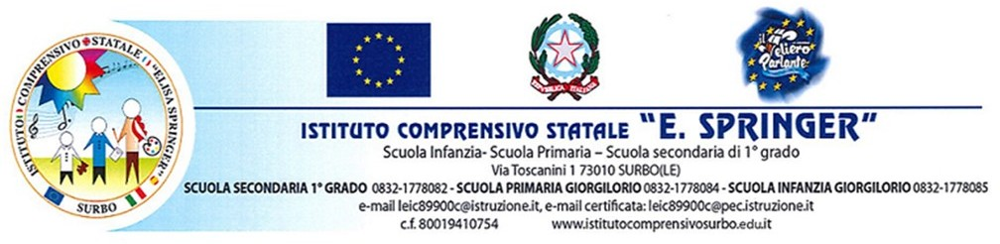 ISTITUTO COMPRENSIVO STATALE "ELISA SPRINGER"
SURBO
REPVBBLICA ITALIANA
il Veliero
Parlante
ISTITUTO COMPRENSIVO STATALE "E. SPRINGER"
Scuola Infanzia- Scuola Primaria – Scuola secondaria di 1° grado
Via Toscanini 1 73010 SURBO(LE)
SCUOLA SECONDARIA 1° GRADO 0832-1778082 - SCUOLA PRIMARIA GIORGILORIO 0832-1778084 - SCUOLA INFANZIA GIORGILORIO 0832-1778085
e-mail leic89900c@istruzione.it, e-mail certificata: leic89900c@pec.istruzione.it
c.f. 80019410754 www.istitutocomprensivosurbo.edu.it